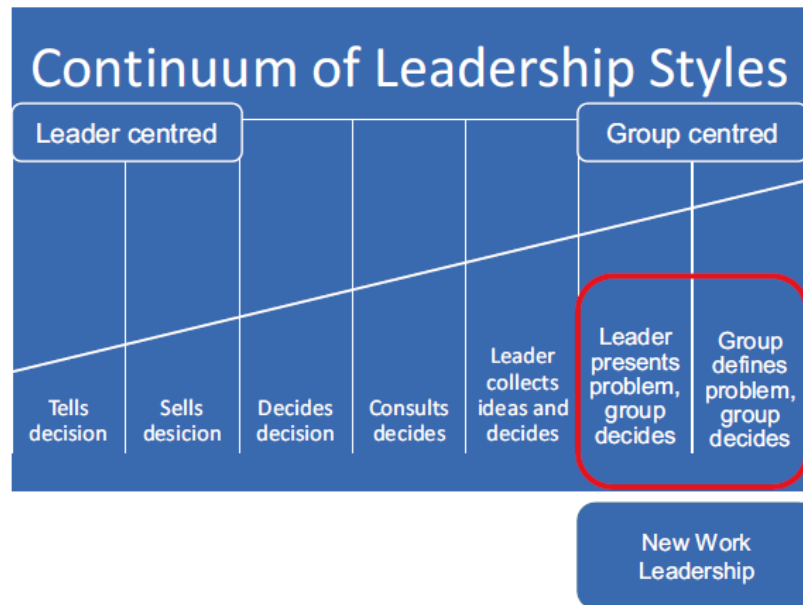 Continuum of Leadership Styles
Leader centred
Group centred
Tells
decision
Sells
desicion
Decides
decision
Consults
decides
Leader
collects
ideas and
decides
Leader
presents
problem,
group
decides
Group
defines
problem,
group
decides
New Work
Leadership